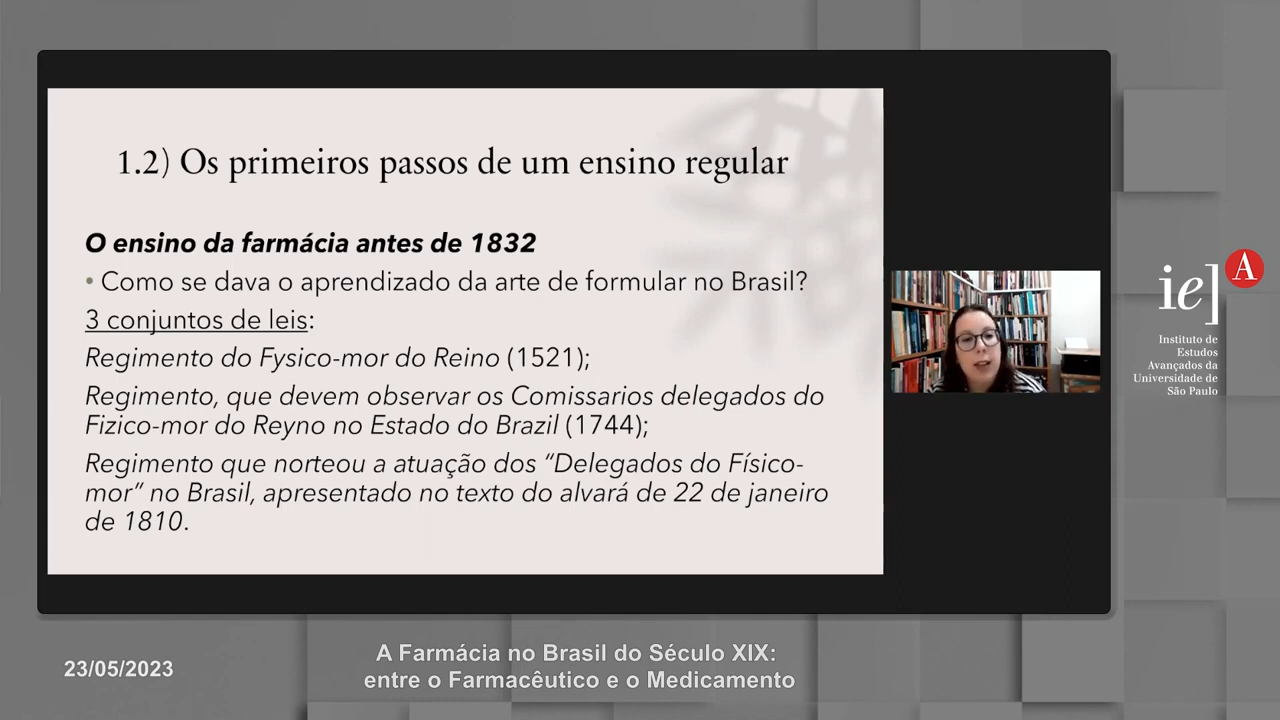 1.2) Os primeiros passos de um ensino regular
O ensino da farmácia antes de 1832
• Como se dava o aprendizado da arte de formular no Brasil?
3 conjuntos de leis:
Regimento do Fysico-mor do Reino (1521);
Regimento, que devem observar os Comissarios delegados do
Fizico-mor do Reyno no Estado do Brazil (1744);
Regimento que norteou a atuação dos “Delegados do Físico-
mor” no Brasil, apresentado no texto do alvará de 22 de janeiro
de 1810.
ie] A
Instituto de
Estudos
Avançados da
Universidade de
São Paulo
23/05/2023
A Farmácia no Brasil do Século XIX:
entre o Farmacêutico e o Medicamento